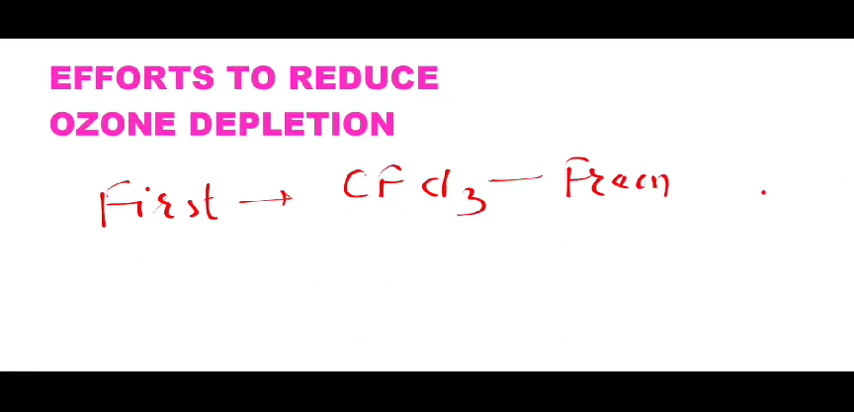 EFFORTS TO REDUCE
OZONE DEPLETION
First → CFCl3 — Freon